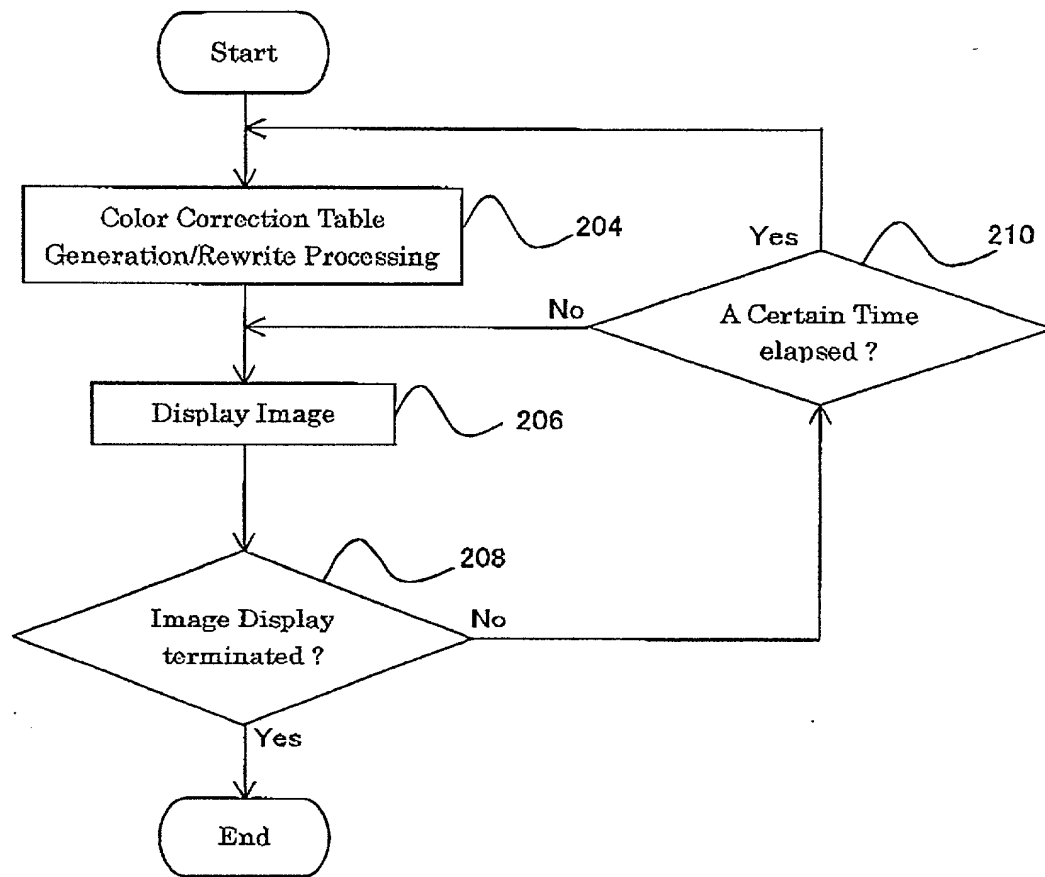 Start
Color Correction Table
Generation/Rewrite Processing
204
Yes
210
No
A Certain Time
elapsed ?
Display Image
206
208
Image Display
terminated ?
No
Yes
End